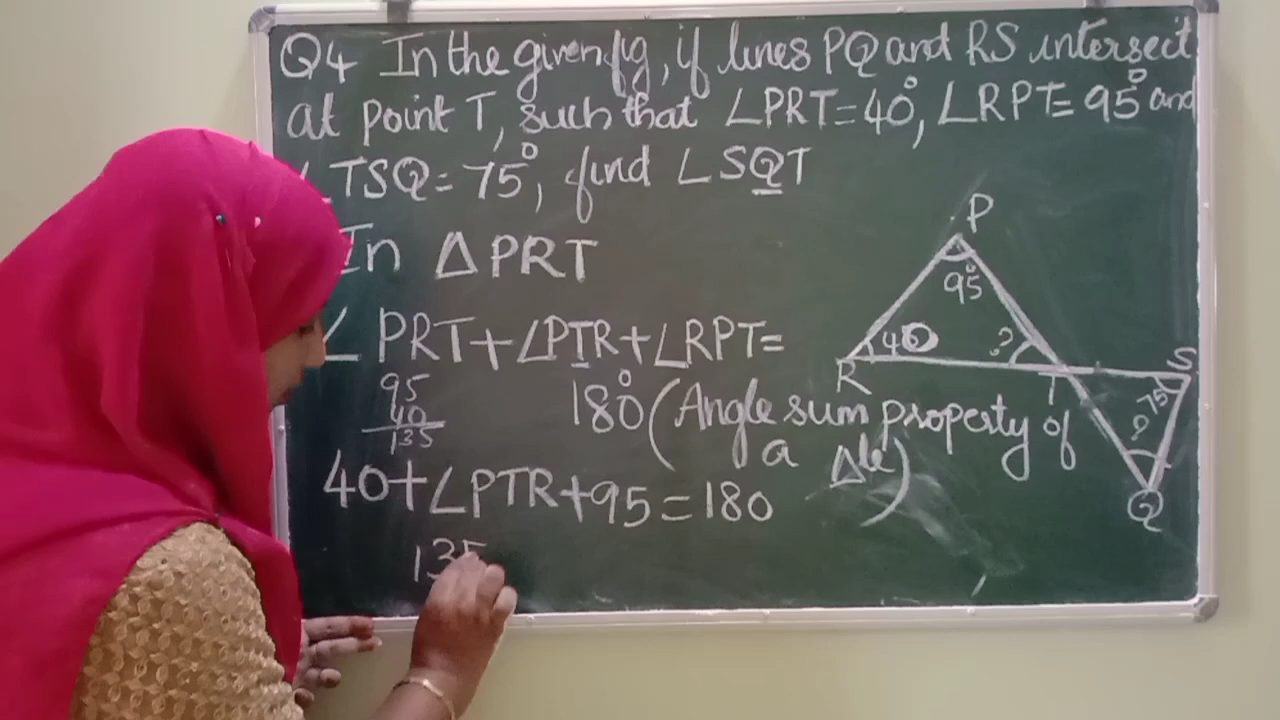 Q4 In the given fig, if lines PQ and RS intersect
at point T, such that ∠PRT=40°, ∠RPT=95° and
∠TSQ=75°, find ∠SQT
In △PRT
∠PRT+∠PTR+∠RPT=
180° (Angle sum property of
a △le)
95
40
135
40+∠PTR+95=180
135
P
95°
40
?
R
T
S
75
?
Q